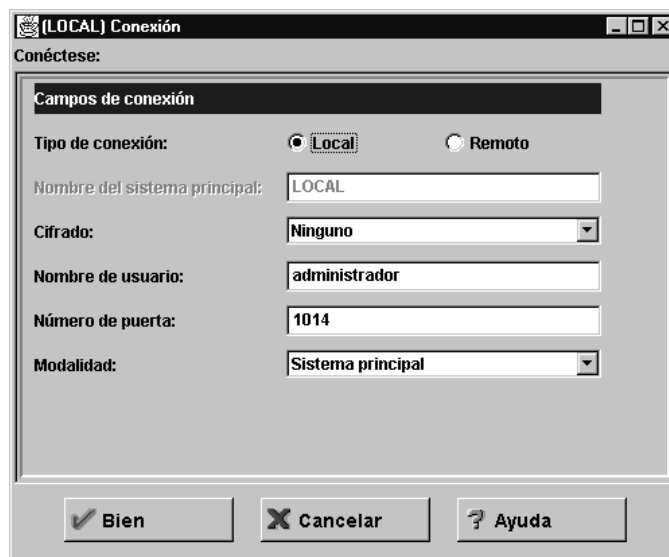 (LOCAL) Conexión
Conéctese:
Campos de conexión
Tipo de conexión: Local Remoto
Nombre del sistema principal: LOCAL
Cifrado: Ninguno
Nombre de usuario: administrador
Número de puerta: 1014
Modalidad: Sistema principal
Bien Cancelar Ayuda